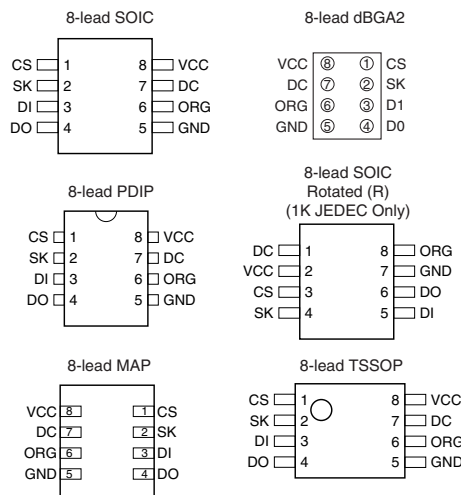 8-lead SOIC
CS 1 8 VCC
SK 2 7 DC
DI 3 6 ORG
DO 4 5 GND
8-lead dBGA2
VCC ⑧ ① CS
DC ⑦ ② SK
ORG ⑥ ③ D1
GND ⑤ ④ D0
8-lead PDIP
CS 1 8 VCC
SK 2 7 DC
DI 3 6 ORG
DO 4 5 GND
8-lead SOIC
Rotated (R)
(1K JEDEC Only)
DC 1 8 ORG
VCC 2 7 GND
CS 3 6 DO
SK 4 5 DI
8-lead MAP
VCC 8 1 CS
DC 7 2 SK
ORG 6 3 DI
GND 5 4 DO
8-lead TSSOP
CS 1 8 VCC
SK 2 7 DC
DI 3 6 ORG
DO 4 5 GND